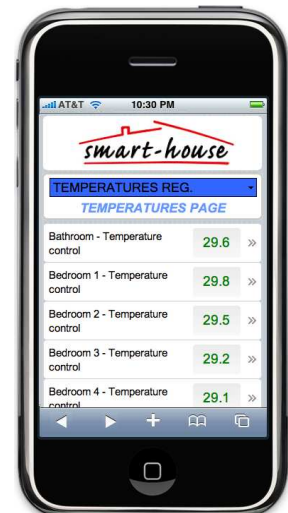 AT&T 10:30 PM
smart-house
TEMPERATURES REG.
TEMPERATURES PAGE
Bathroom - Temperature
control
29.6 »
Bedroom 1 - Temperature
control
29.8 »
Bedroom 2 - Temperature
control
29.5 »
Bedroom 3 - Temperature
control
29.2 »
Bedroom 4 - Temperature
control
29.1 »